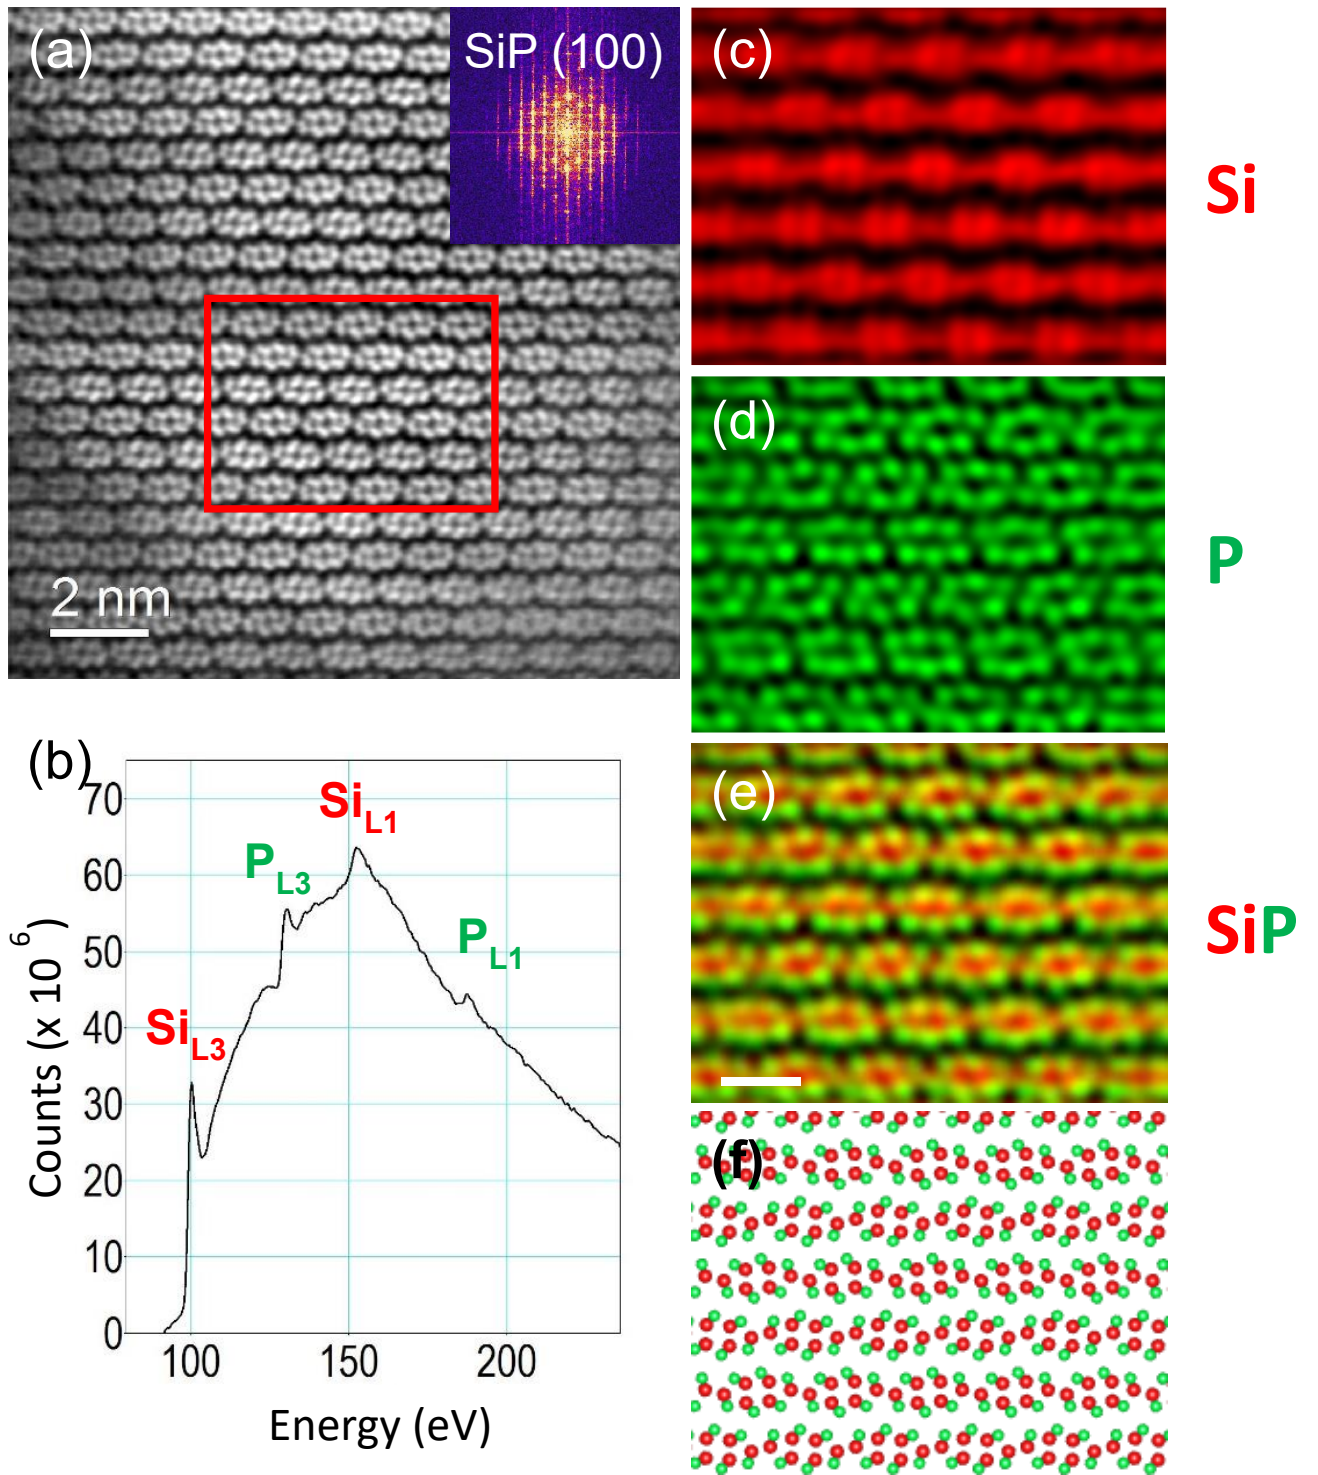 (a)
SiP (100)
2 nm
(b)
Counts (x 10^6)
70
60
50
40
30
20
10
0
Si_L3
P_L3
Si_L1
P_L1
100 150 200
Energy (eV)
(c)
Si
(d)
P
(e)
SiP
(f)